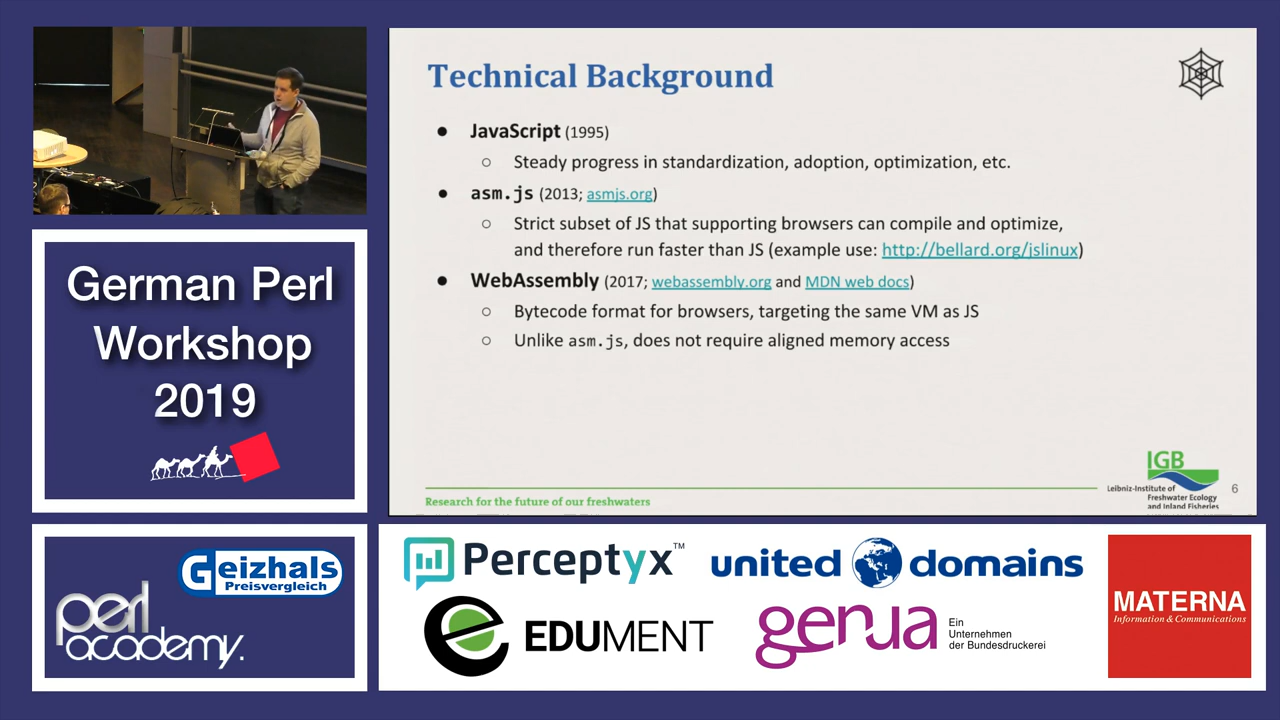 Technical Background
● JavaScript (1995)
○ Steady progress in standardization, adoption, optimization, etc.
● asm.js (2013; asmjs.org)
○ Strict subset of JS that supporting browsers can compile and optimize,
and therefore run faster than JS (example use: http://bellard.org/jslinux)
● WebAssembly (2017; webassembly.org and MDN web docs)
○ Bytecode format for browsers, targeting the same VM as JS
○ Unlike asm.js, does not require aligned memory access
Research for the future of our freshwaters
IGB
Leibniz-Institute of
Freshwater Ecology
and Inland Fisheries
6
German Perl
Workshop
2019
Geizhals
Preisvergleich
perl
academy.
Perceptyx™
united domains
EDUMENT
genua
Ein
Unternehmen
der Bundesdruckerei
MATERNA
Information & Communications